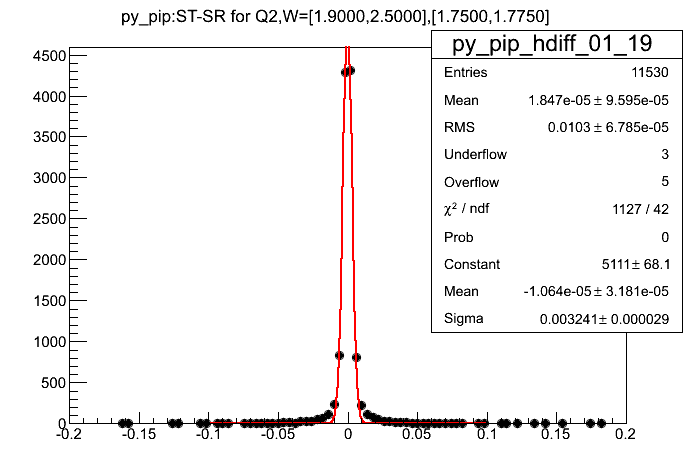 py_pip:ST-SR for Q2,W=[1.9000,2.5000],[1.7500,1.7750]
py_pip_hdiff_01_19
Entries 11530
Mean 1.847e-05 ± 9.595e-05
RMS 0.0103 ± 6.785e-05
Underflow 3
Overflow 5
χ² / ndf 1127 / 42
Prob 0
Constant 5111 ± 68.1
Mean -1.064e-05 ± 3.181e-05
Sigma 0.003241 ± 0.000029
4500
4000
3500
3000
2500
2000
1500
1000
500
0
-0.2 -0.15 -0.1 -0.05 0 0.05 0.1 0.15 0.2